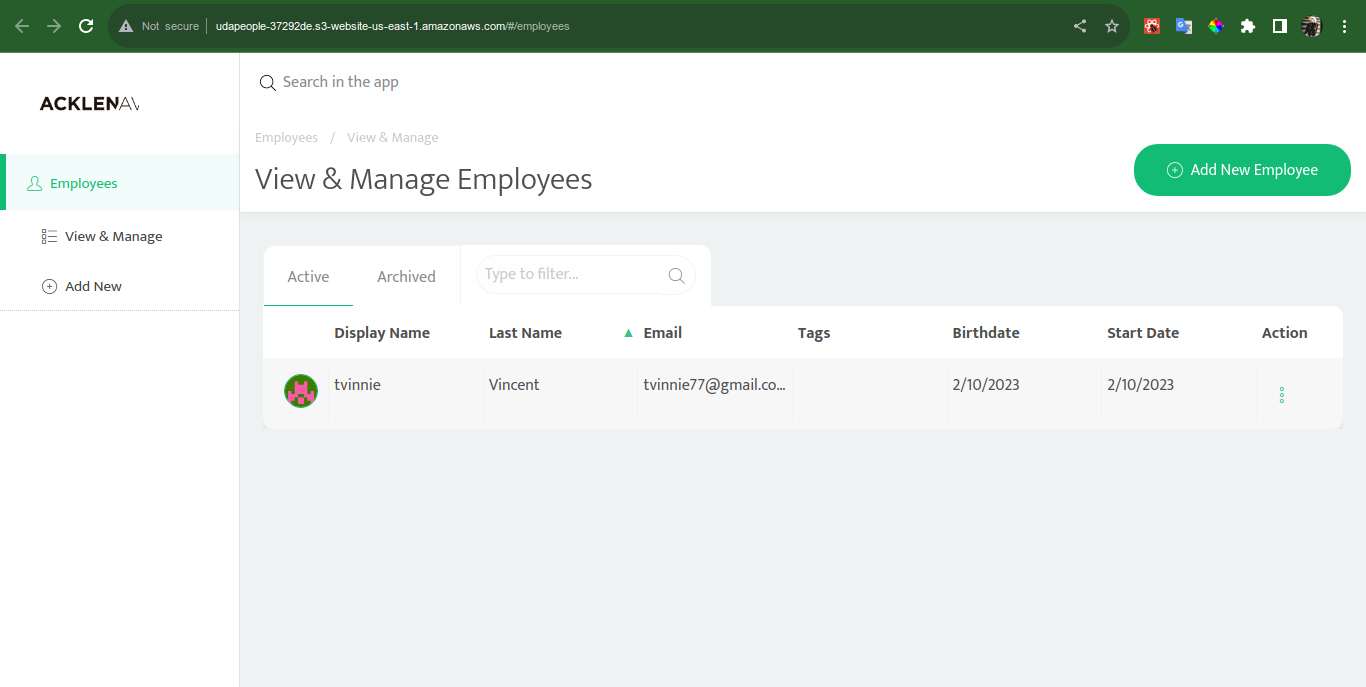 Not secure udapeople-37292de.s3-website-us-east-1.amazonaws.com/#/employees
ACKLENAV
Search in the app
Employees / View & Manage
View & Manage Employees
Add New Employee
Employees
View & Manage
Add New
Active Archived Type to filter...
Display Name Last Name ▲ Email Tags Birthdate Start Date Action
tvinnie Vincent tvinnie77@gmail.co... 2/10/2023 2/10/2023